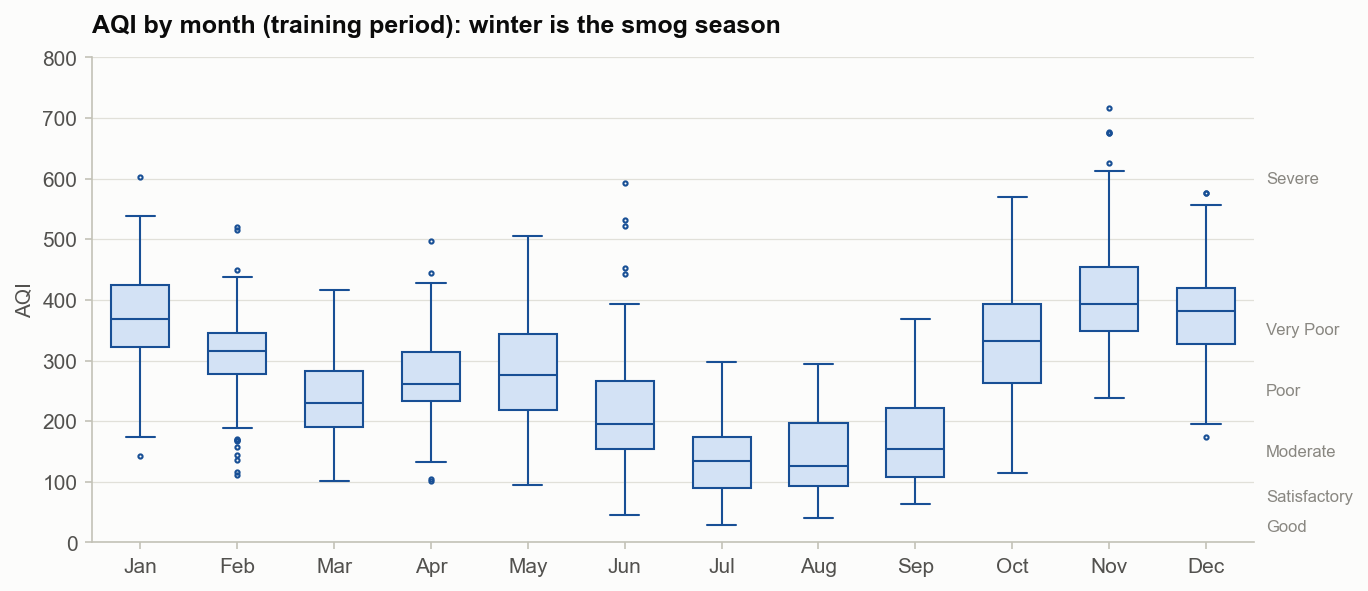 AQI by month (training period): winter is the smog season
800
700
600
500
400
300
200
100
0
AQI
Severe
Very Poor
Poor
Moderate
Satisfactory
Good
Jan Feb Mar Apr May Jun Jul Aug Sep Oct Nov Dec